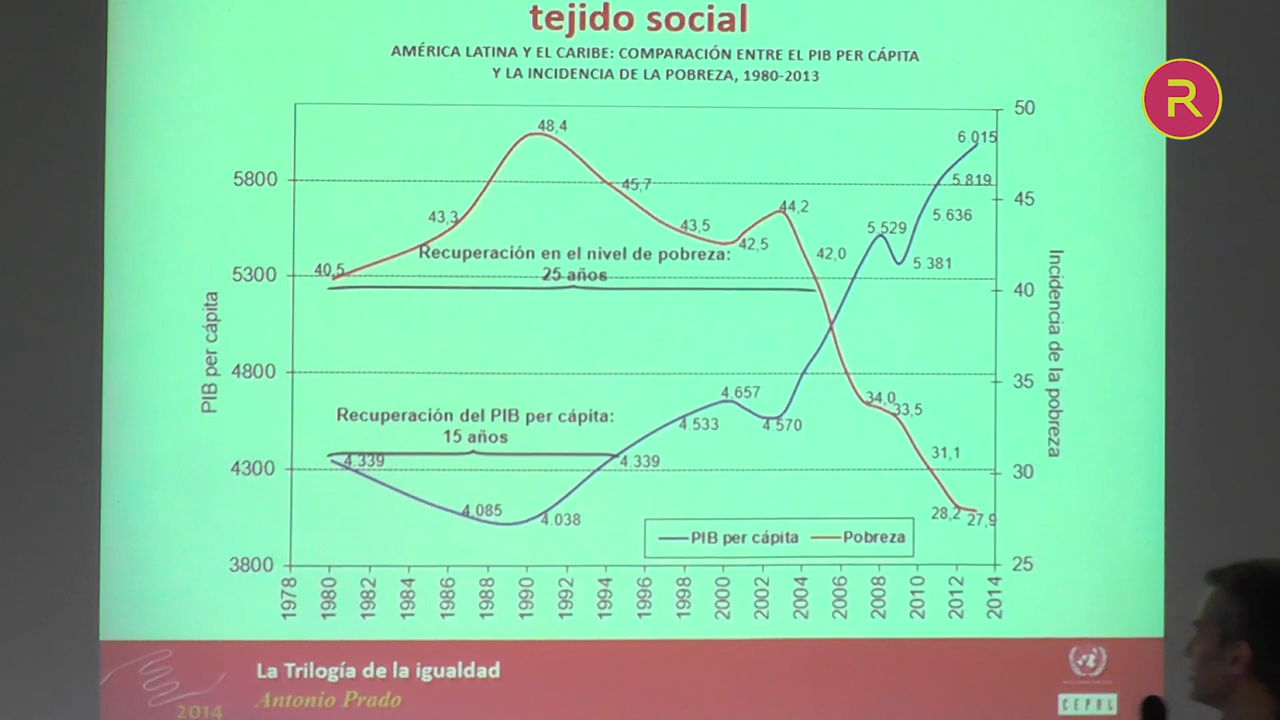 tejido social
AMÉRICA LATINA Y EL CARIBE: COMPARACIÓN ENTRE EL PIB PER CÁPITA
Y LA INCIDENCIA DE LA POBREZA, 1980-2013
R
50
48,4
6.015
5800
45,7
5.819
45
43,3
44,2
43,5
5.636
42,5
5.529
Recuperación en el nivel de pobreza:
42,0
5.381
40,5
5300
25 años
40
PIB per cápita
Incidencia de la pobreza
4800
35
4.657
34,0
33,5
Recuperación del PIB per cápita:
4.533
4.570
15 años
31,1
4.339
4.339
4300
30
4.085
4.038
28,2
27,9
PIB per cápita
Pobreza
3800
25
1978 1980 1982 1984 1986 1988 1990 1992 1994 1996 1998 2000 2002 2004 2006 2008 2010 2012 2014
La Trilogía de la igualdad
Antonio Prado
2014
CEPAL